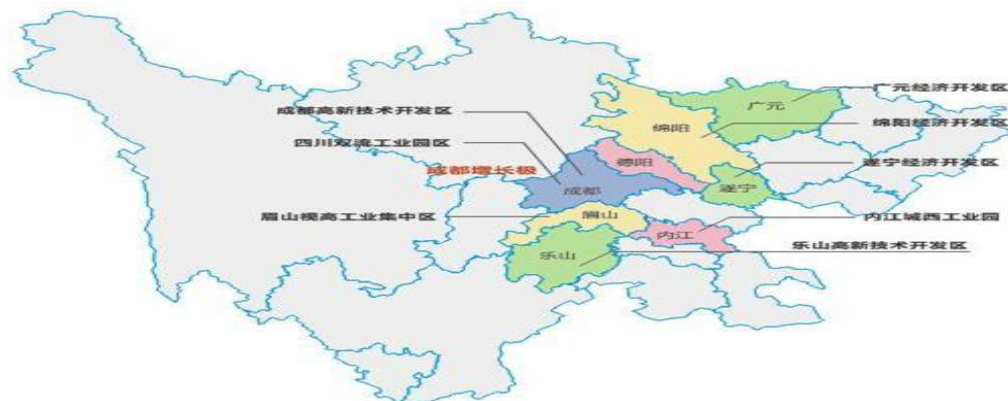 广元经济开发区
广元
成都高新技术开发区
绵阳经济开发区
绵阳
四川双流工业园区
德阳
遂宁经济开发区
成都增长极
成都
遂宁
眉山视高工业集中区
眉山
内江城西工业园
内江
乐山高新技术开发区
乐山